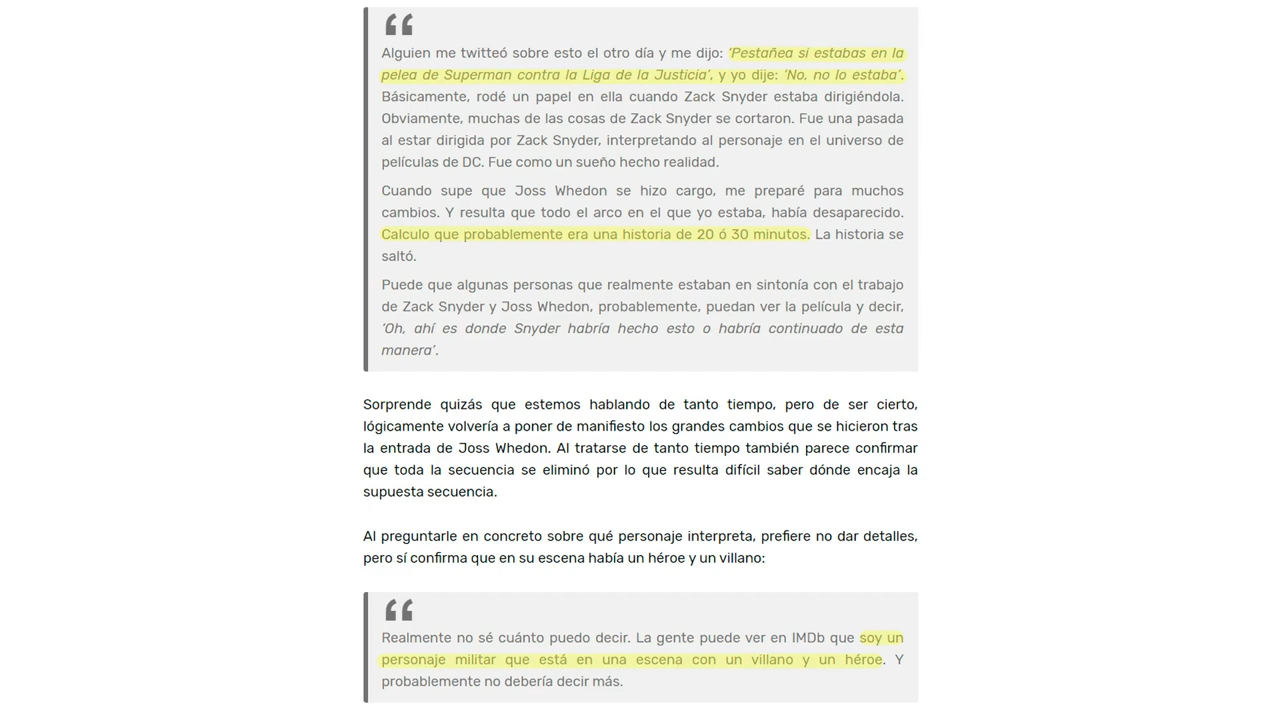 Alguien me twitteó sobre esto el otro día y me dijo: ‘Pestañea si estabas en la
pelea de Superman contra la Liga de la Justicia’, y yo dije: ‘No, no lo estaba’.
Básicamente, rodé un papel en ella cuando Zack Snyder estaba dirigiéndola.
Obviamente, muchas de las cosas de Zack Snyder se cortaron. Fue una pasada
al estar dirigida por Zack Snyder, interpretando al personaje en el universo de
películas de DC. Fue como un sueño hecho realidad.
Cuando supe que Joss Whedon se hizo cargo, me preparé para muchos
cambios. Y resulta que todo el arco en el que yo estaba, había desaparecido.
Calculo que probablemente era una historia de 20 ó 30 minutos. La historia se
saltó.
Puede que algunas personas que realmente estaban en sintonía con el trabajo
de Zack Snyder y Joss Whedon, probablemente, puedan ver la película y decir,
‘Oh, ahí es donde Snyder habría hecho esto o habría continuado de esta
manera’.
Sorprende quizás que estemos hablando de tanto tiempo, pero de ser cierto,
lógicamente volvería a poner de manifiesto los grandes cambios que se hicieron tras
la entrada de Joss Whedon. Al tratarse de tanto tiempo también parece confirmar
que toda la secuencia se eliminó por lo que resulta difícil saber dónde encaja la
supuesta secuencia.
Al preguntarle en concreto sobre qué personaje interpreta, prefiere no dar detalles,
pero sí confirma que en su escena había un héroe y un villano:
Realmente no sé cuánto puedo decir. La gente puede ver en IMDb que soy un
personaje militar que está en una escena con un villano y un héroe. Y
probablemente no debería decir más.